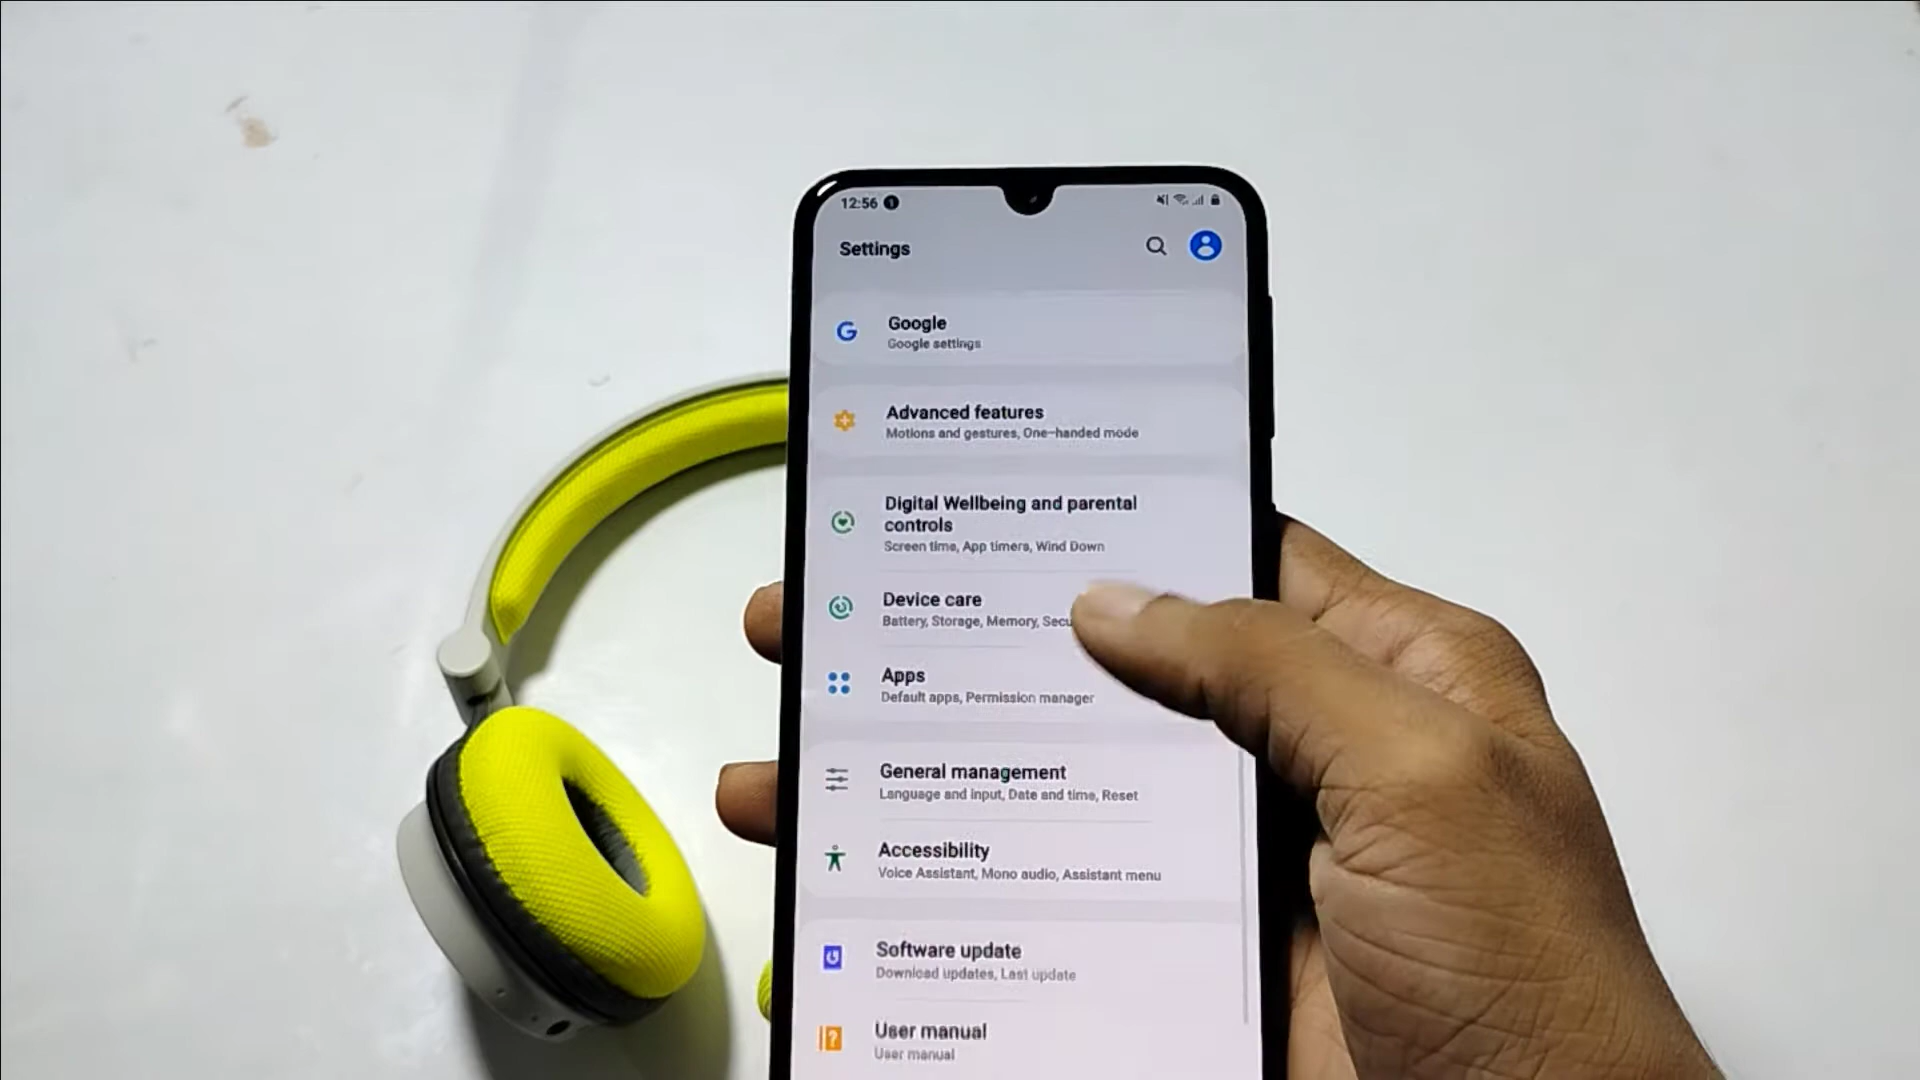 12:56
Settings
Google
Google settings
Advanced features
Motions and gestures, One-handed mode
Digital Wellbeing and parental
controls
Screen time, App timers, Wind Down
Device care
Battery, Storage, Memory, Secu
Apps
Default apps, Permission manager
General management
Language and input, Date and time, Reset
Accessibility
Voice Assistant, Mono audio, Assistant menu
Software update
Download updates, Last update
User manual
User manual